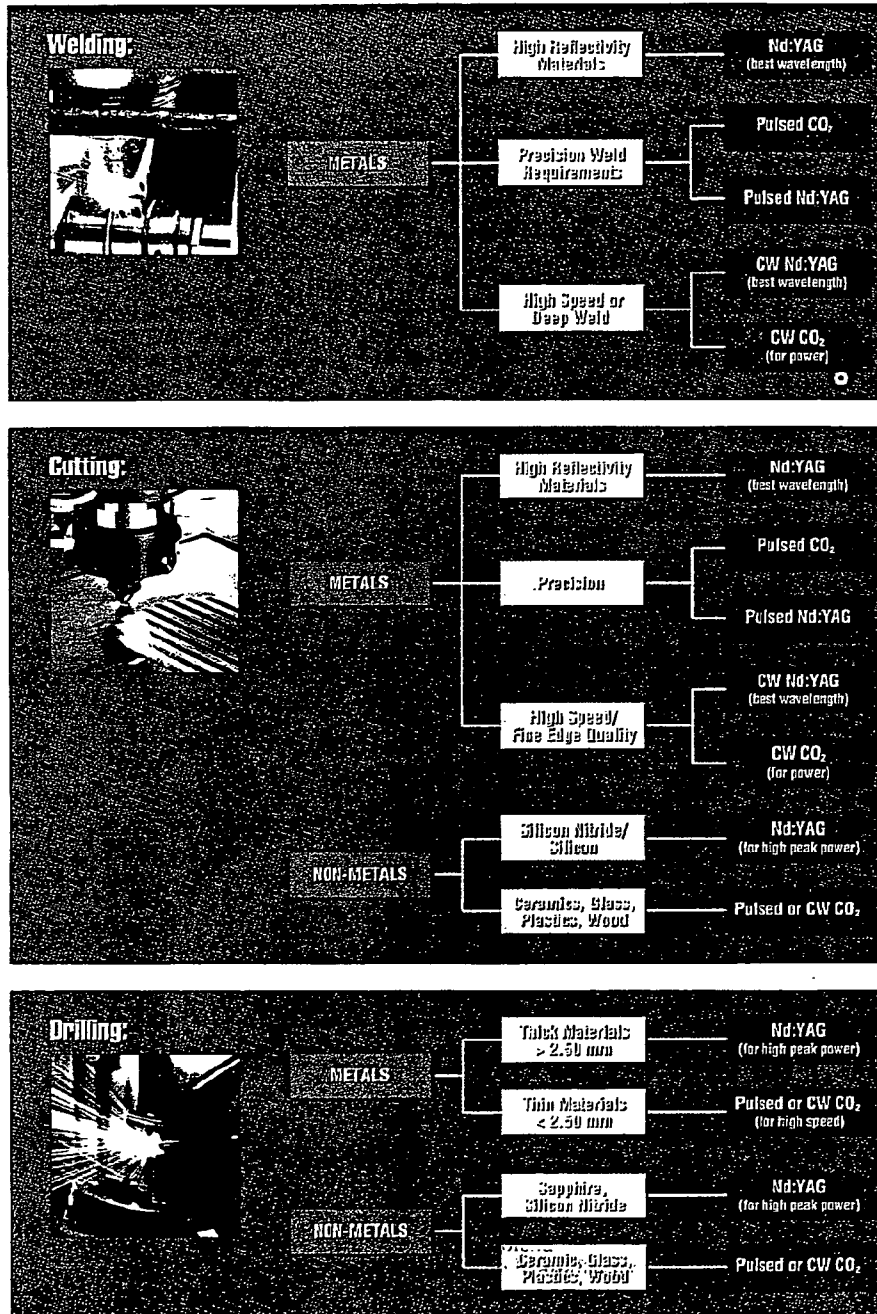 Welding:
METALS
High Reflectivity
Materials
Nd:YAG
(best wavelength)
Precision Weld
Requirements
Pulsed CO₂
Pulsed Nd:YAG
High Speed or
Deep Weld
CW Nd:YAG
(best wavelength)
CW CO₂
(for power)
Cutting:
METALS
High Reflectivity
Materials
Nd:YAG
(best wavelength)
Precision
Pulsed CO₂
Pulsed Nd:YAG
High Speed/
Fine Edge Quality
CW Nd:YAG
(best wavelength)
CW CO₂
(for power)
NON-METALS
Silicon Nitride/
Silicon
Nd:YAG
(for high peak power)
Ceramics, Glass,
Plastics, Wood
Pulsed or CW CO₂
Drilling:
METALS
Thick Materials
> 2.50 mm
Nd:YAG
(for high peak power)
Thin Materials
< 2.50 mm
Pulsed or CW CO₂
(for high speed)
NON-METALS
Sapphire,
Silicon Nitride
Nd:YAG
(for high peak power)
Ceramic, Glass,
Plastics, Wood
Pulsed or CW CO₂